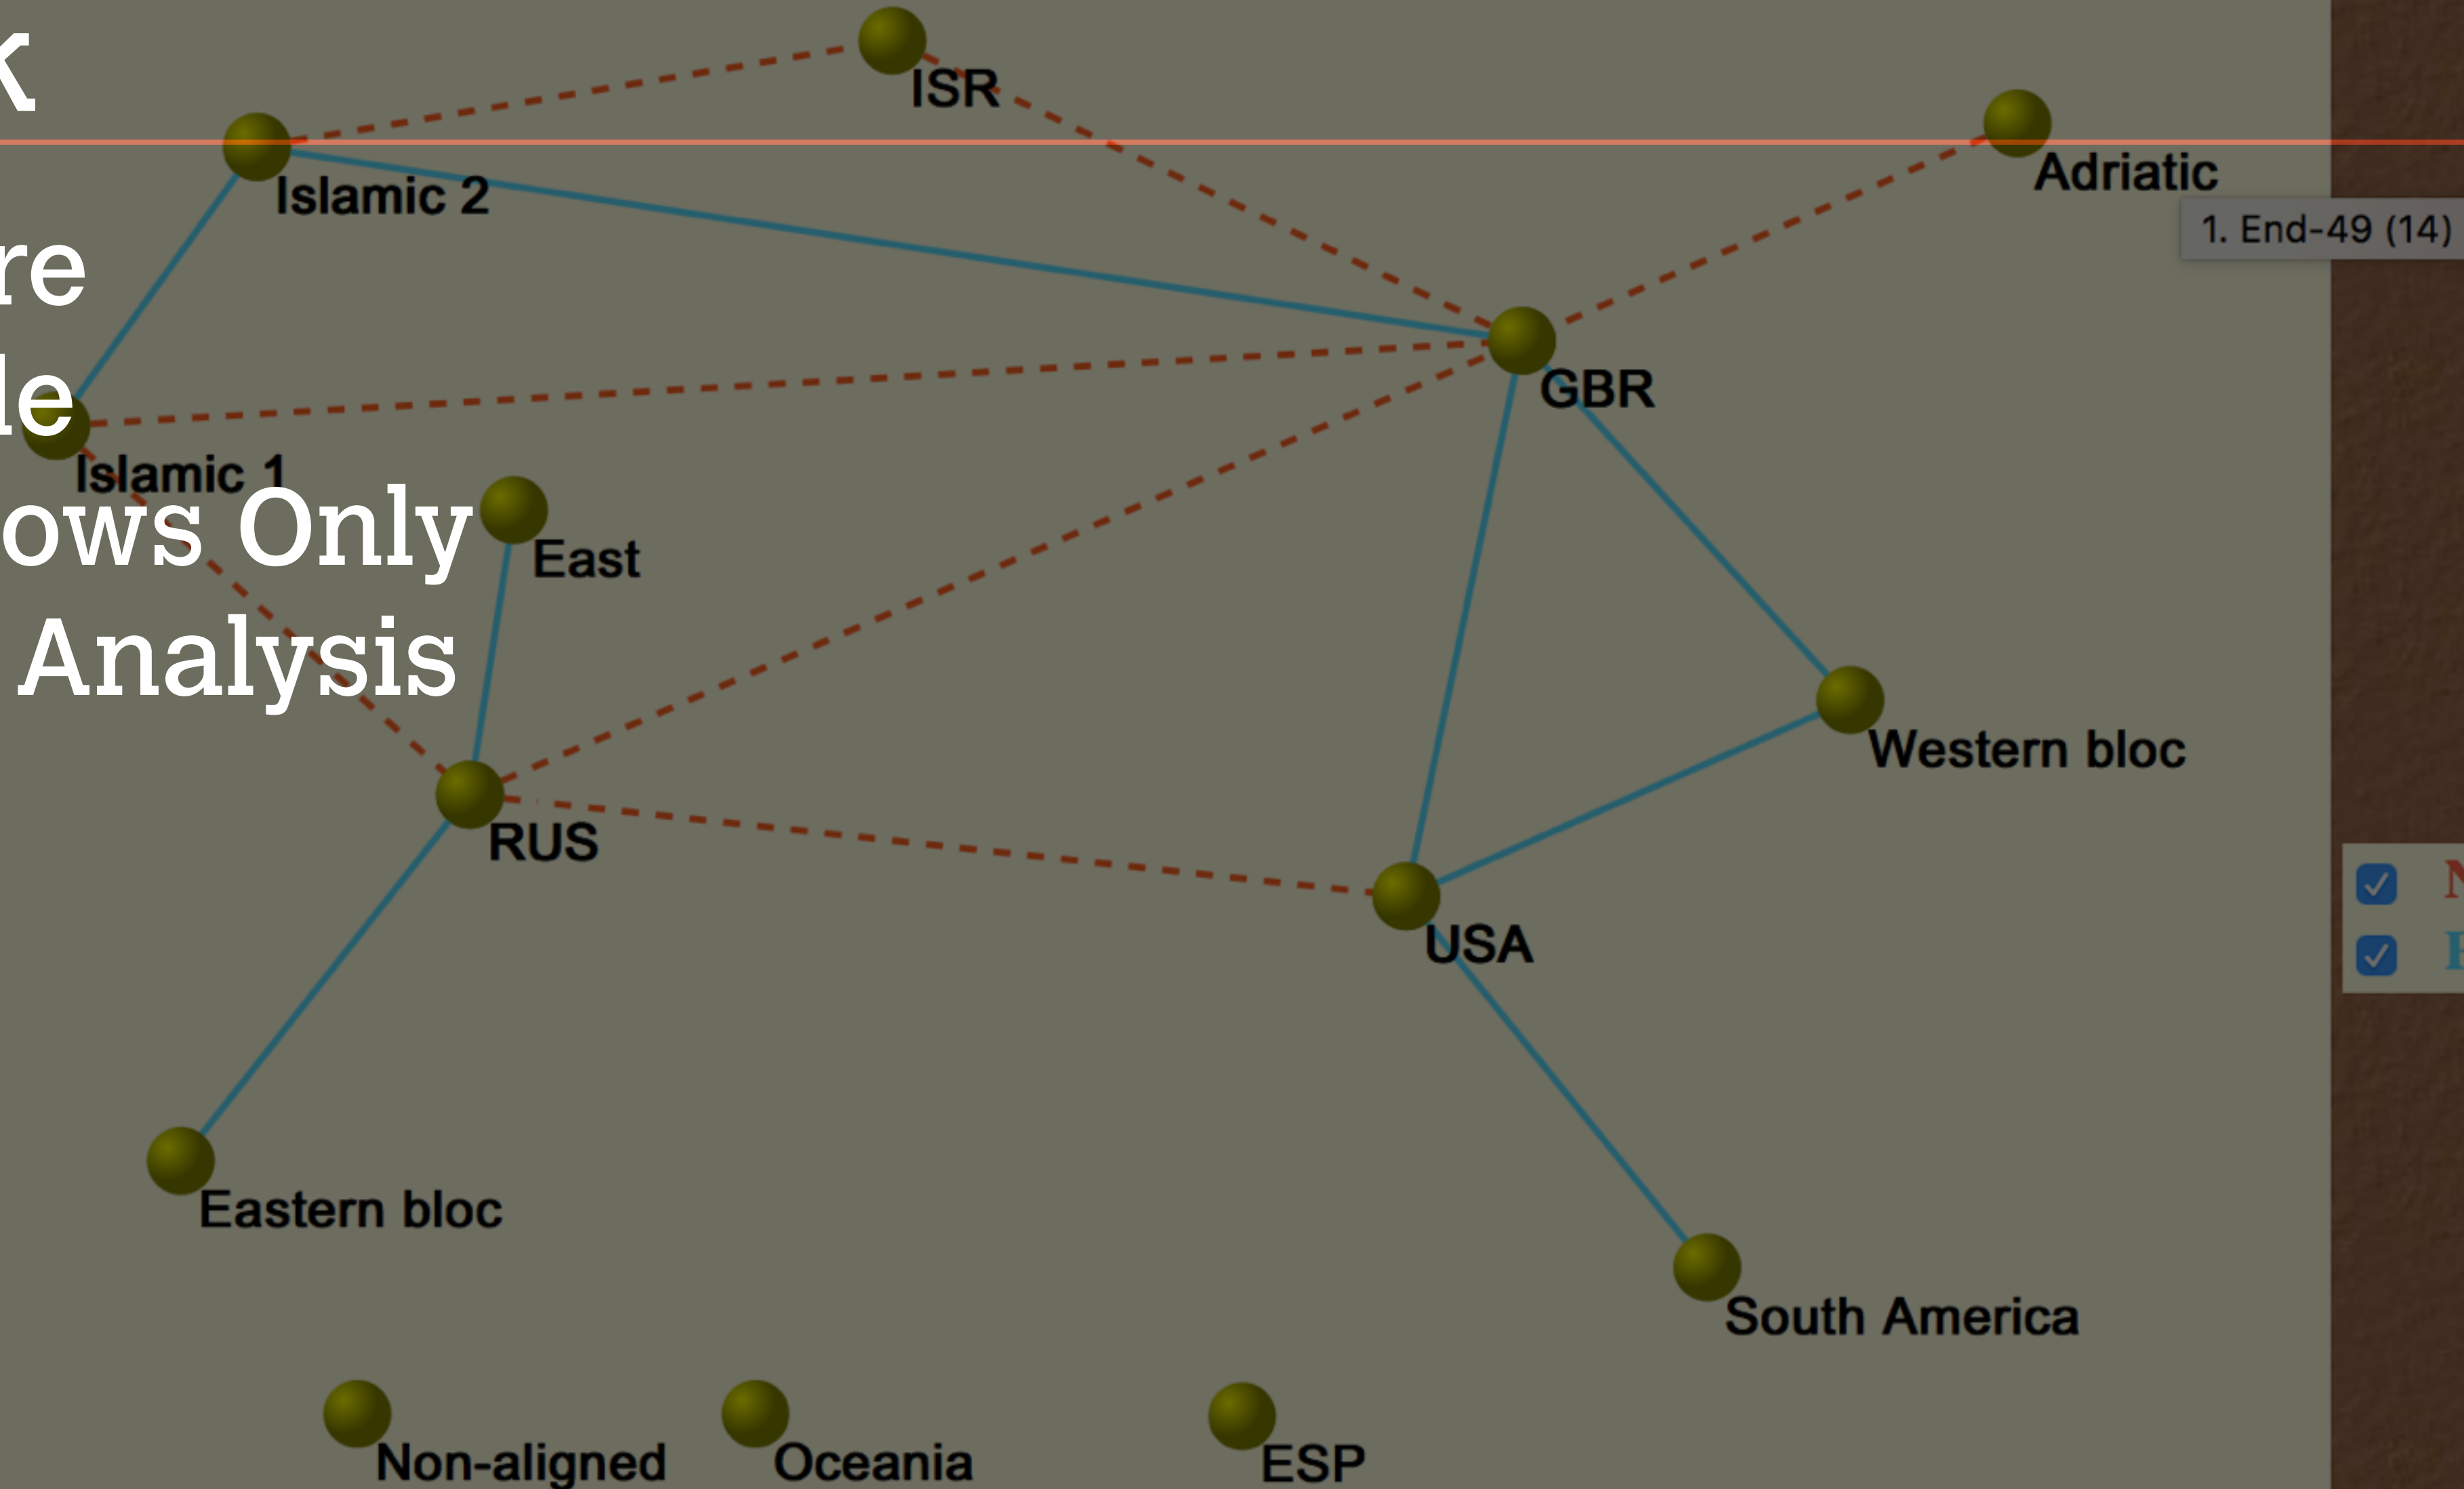 k
ISR
Adriatic
Islamic 2
1. End-49 (14)
re
le
GBR
Islamic 1
ows Only
East
Analysis
Western bloc
RUS
USA
N
Eastern bloc
South America
Non-aligned
Oceania
ESP